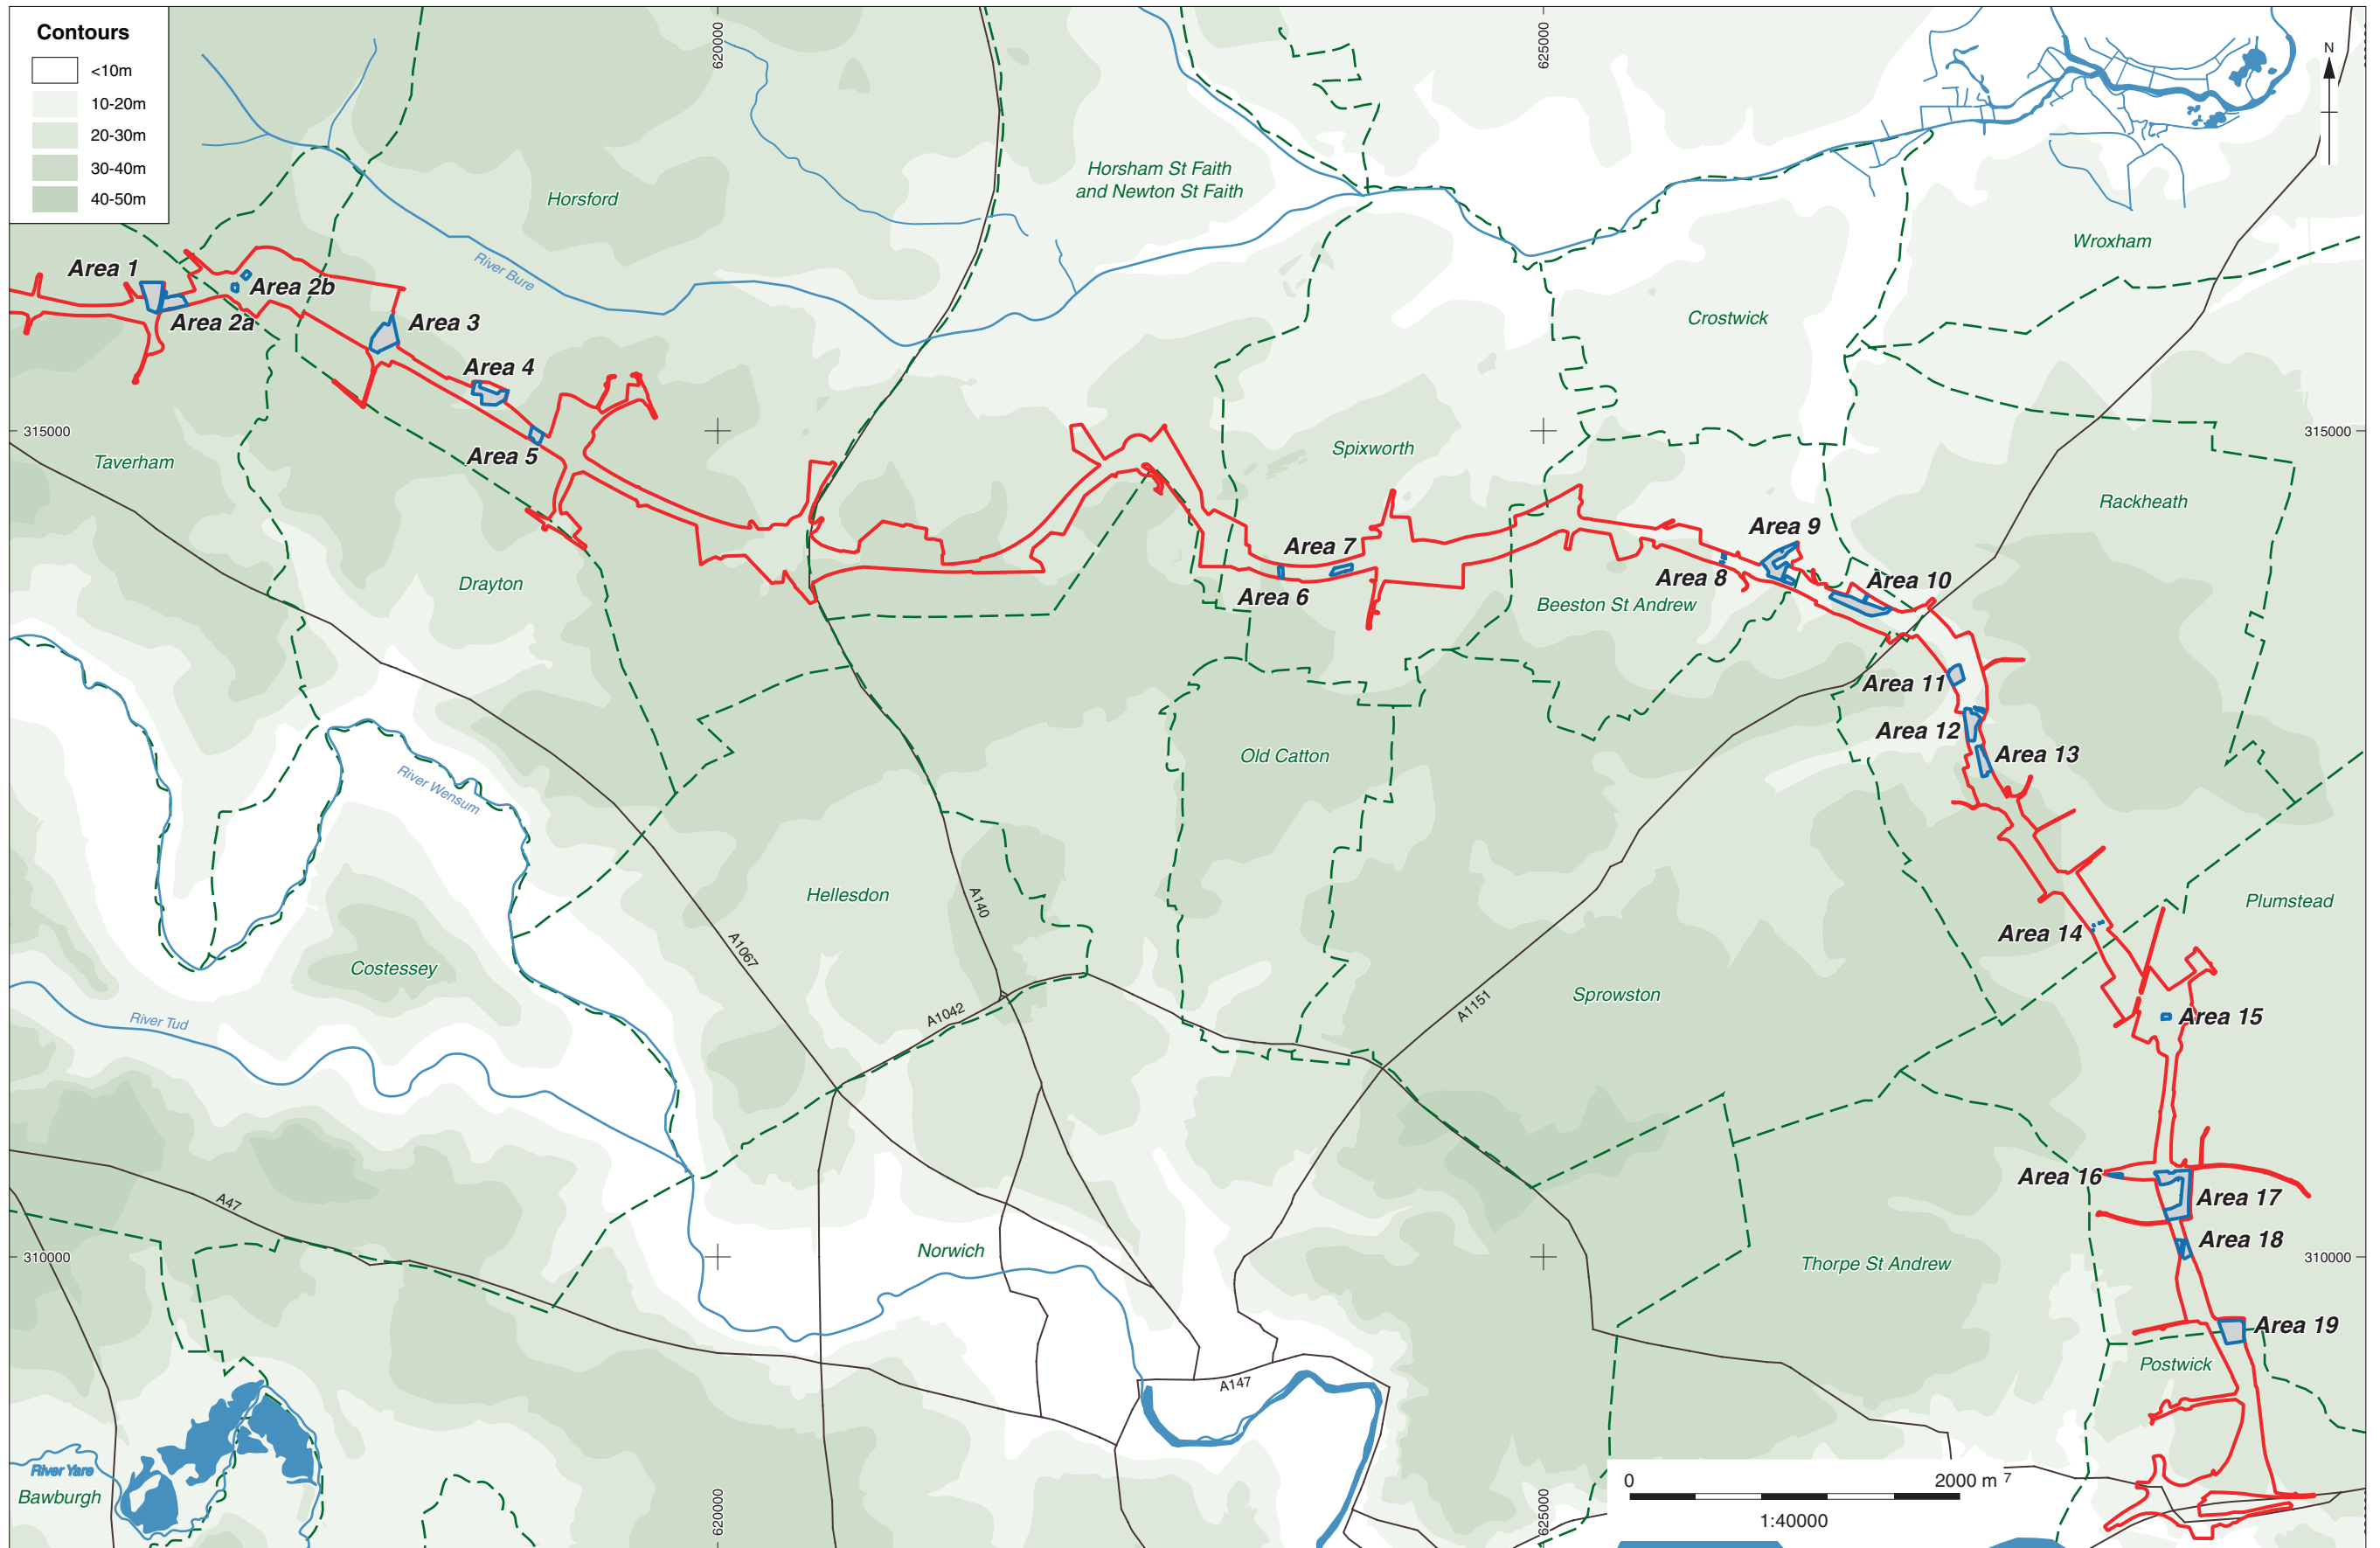 Contours
<10m
10-20m
20-30m
30-40m
40-50m
620000
625000
N
Horsford
Horsham St Faith
and Newton St Faith
Wroxham
River Bure
Crostwick
Area 1
Area 2b
Area 2a
Area 3
Area 4
Area 5
315000
315000
Taverham
Spixworth
Rackheath
Drayton
Area 6
Area 7
Area 8
Area 9
Area 10
Beeston St Andrew
Area 11
Area 12
Area 13
Old Catton
River Wensum
Hellesdon
A140
A1067
A1042
A1151
Costessey
River Tud
Sprowston
Plumstead
Area 14
Area 15
Area 16
Area 17
Area 18
A47
310000
310000
Norwich
Thorpe St Andrew
Area 19
Postwick
A147
River Yare
Bawburgh
620000
625000
0
2000 m
7
1:40000